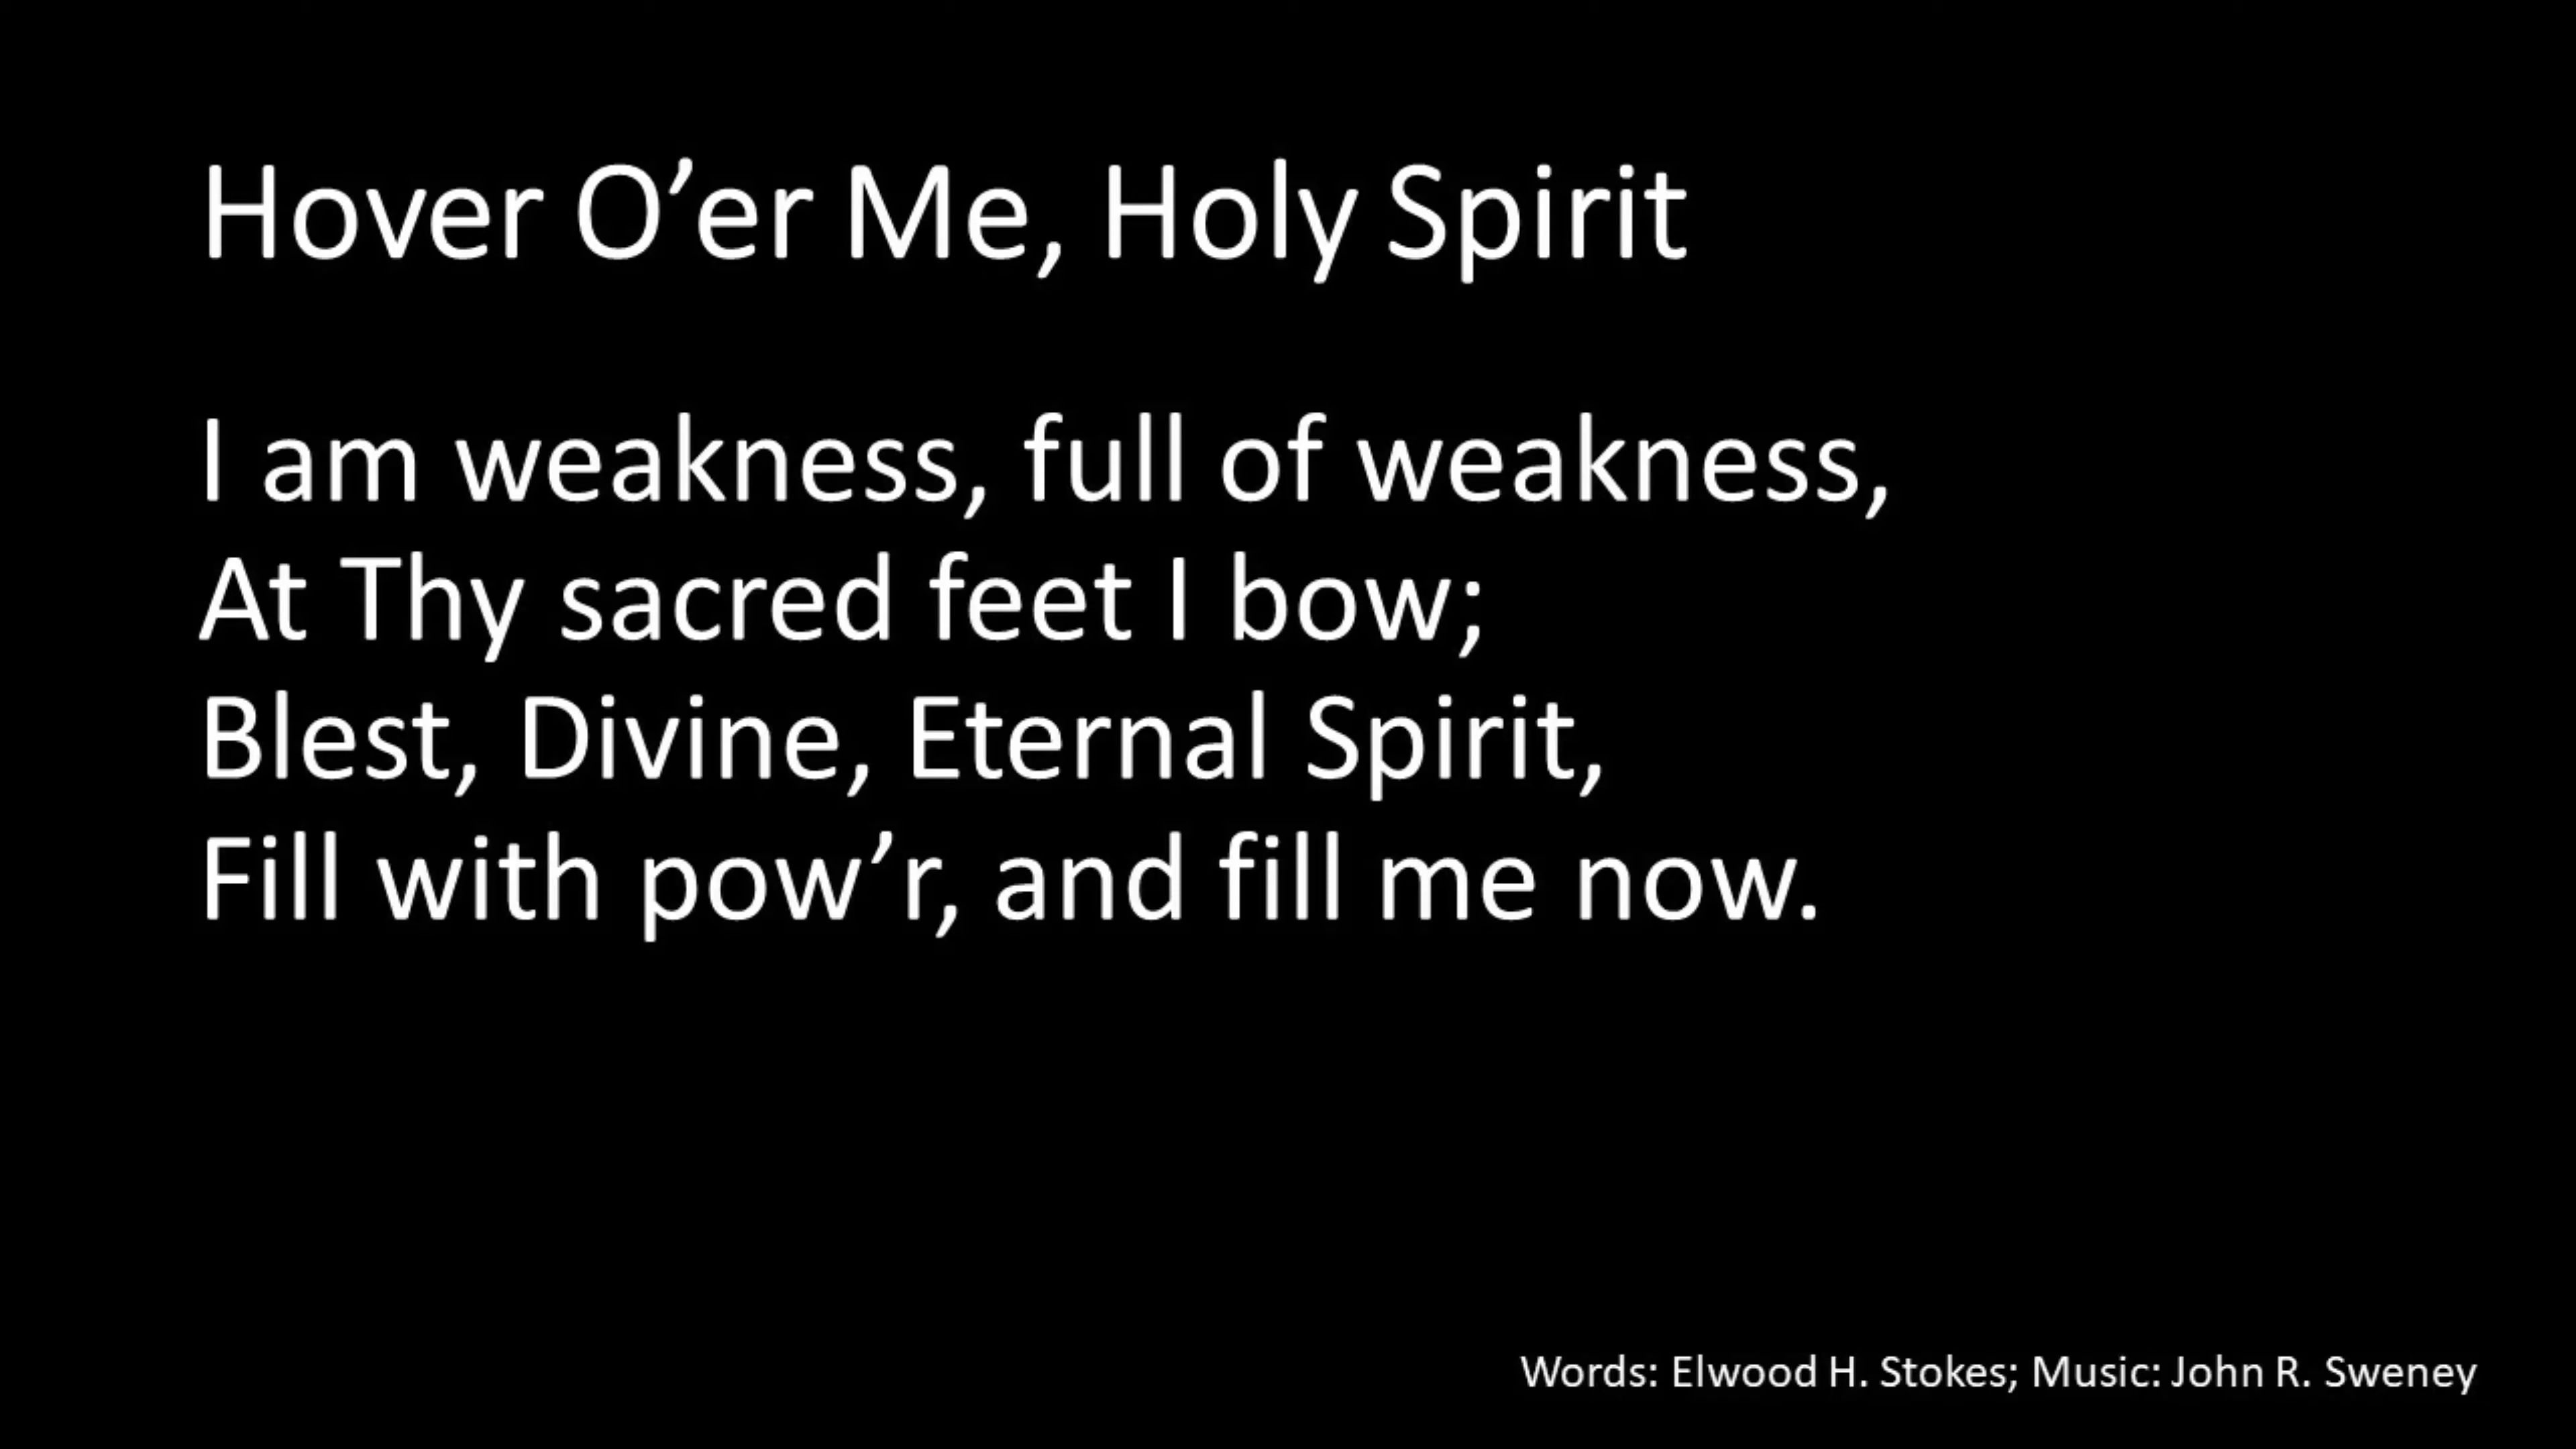 Hover O’er Me, Holy Spirit
I am weakness, full of weakness,
At Thy sacred feet I bow;
Blest, Divine, Eternal Spirit,
Fill with pow’r, and fill me now.
Words: Elwood H. Stokes; Music: John R. Sweney